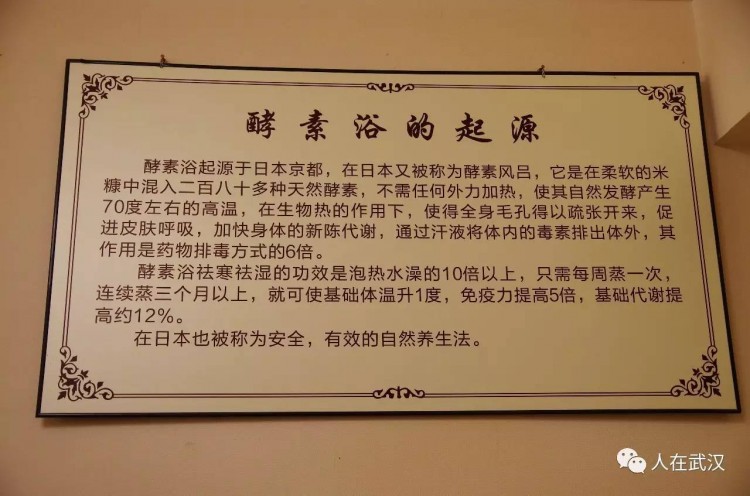 酵素浴的起源
酵素浴起源于日本京都，在日本又被称为酵素风吕，它是在柔软的米
糠中混入二百八十多种天然酵素，不需任何外力加热，使其自然发酵产生
70度左右的高温，在生物热的作用下，使得全身毛孔得以疏张开来，促
进皮肤呼吸，加快身体的新陈代谢，通过汗液将体内的毒素排出体外，其
作用是药物排毒方式的6倍。
酵素浴祛寒祛湿的功效是泡热水澡的10倍以上，只需每周蒸一次，
连续蒸三个月以上，就可使基础体温升1度，免疫力提高5倍，基础代谢提
高约12%。
在日本也被称为安全，有效的自然养生法。
人在武汉